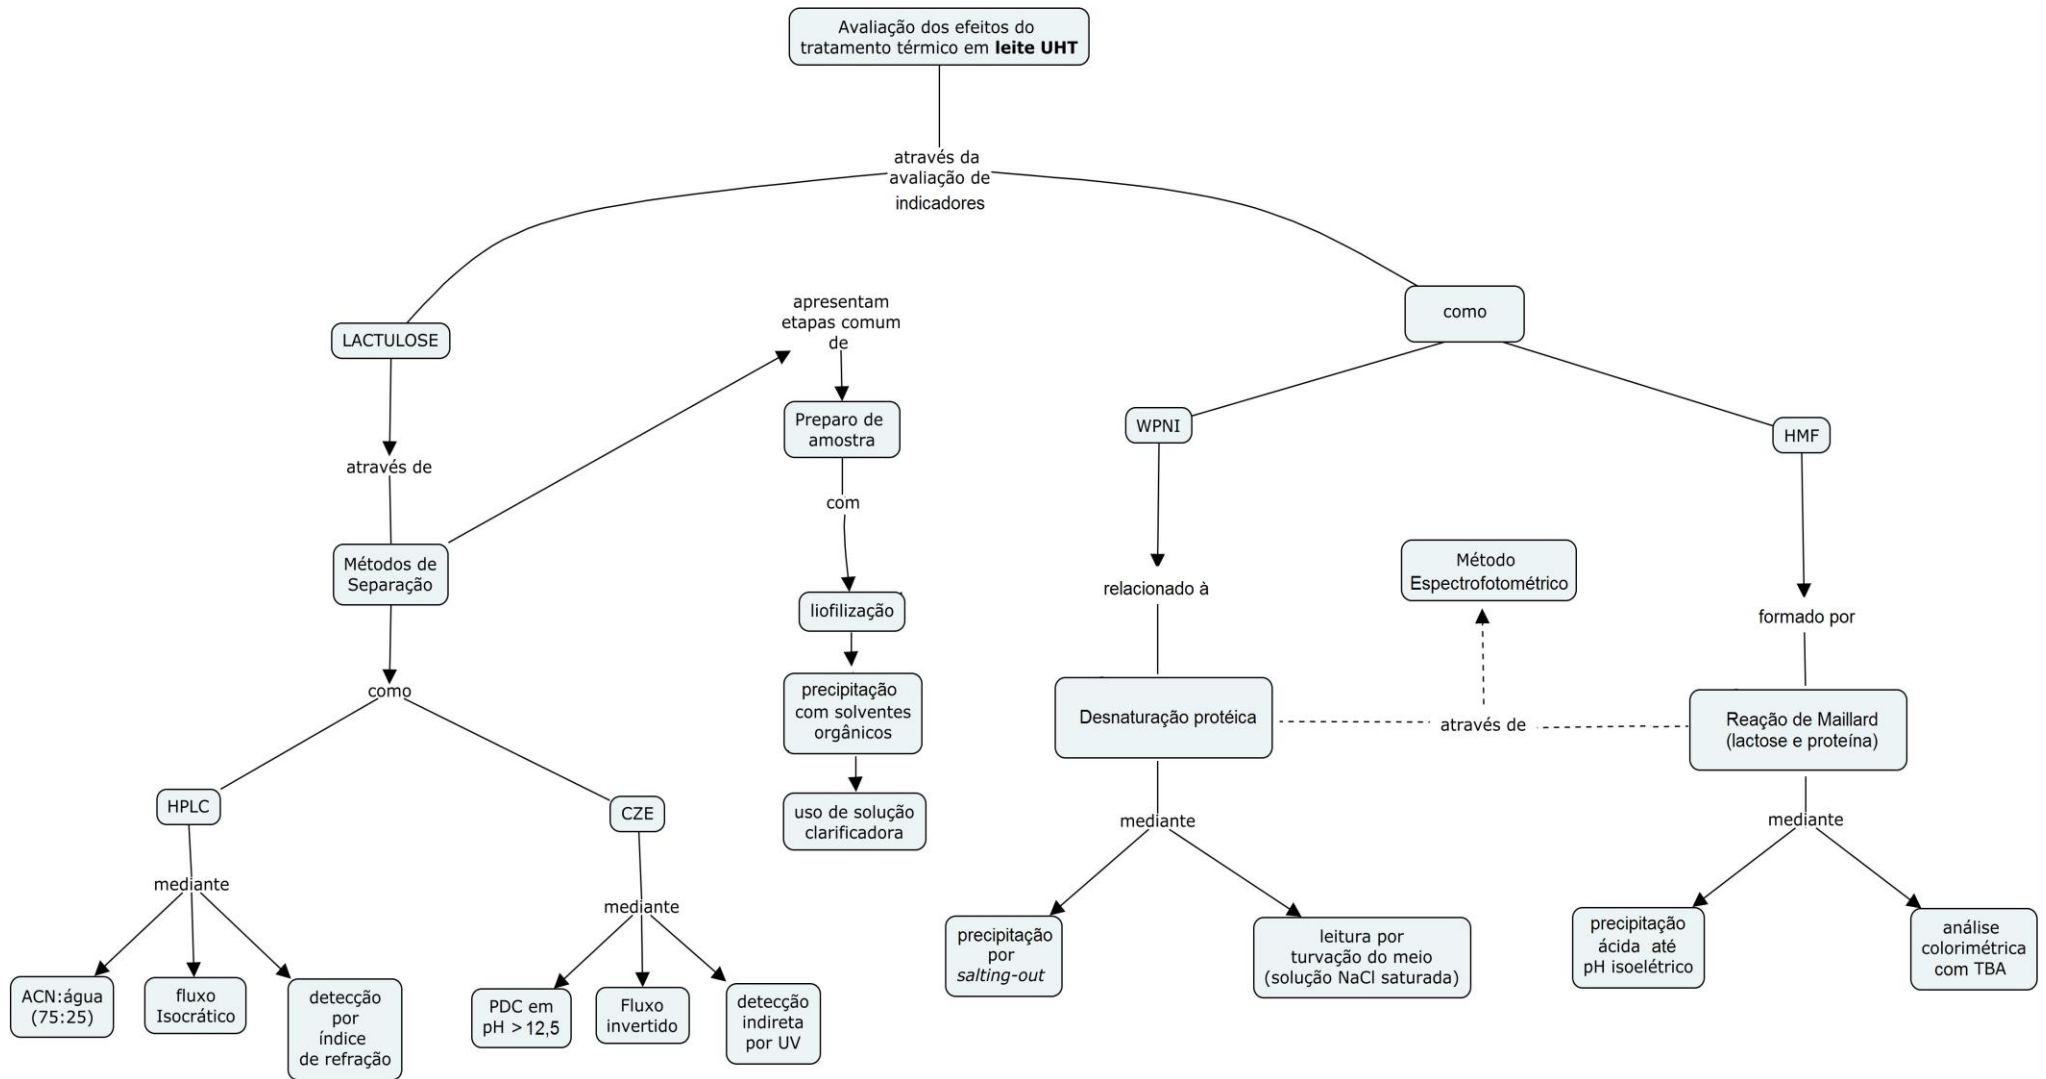 Avaliação dos efeitos do
tratamento térmico em leite UHT
através da
avaliação de
indicadores
LACTULOSE
através de
Métodos de
Separação
como
HPLC
mediante
ACN:água
(75:25)
fluxo
Isocrático
detecção
por
índice
de refração
CZE
mediante
PDC em
pH >12,5
Fluxo
invertido
detecção
indireta
por UV
apresentam
etapas comum
de
Preparo de
amostra
com
liofilização
precipitação
com solventes
orgânicos
uso de solução
clarificadora
como
WPNI
relacionado à
Desnaturação protéica
mediante
precipitação
por
salting-out
leitura por
turvação do meio
(solução NaCl saturada)
Método
Espectrofotométrico
através de
HMF
formado por
Reação de Maillard
(lactose e proteína)
mediante
precipitação
ácida até
pH isoelétrico
análise
colorimétrica
com TBA